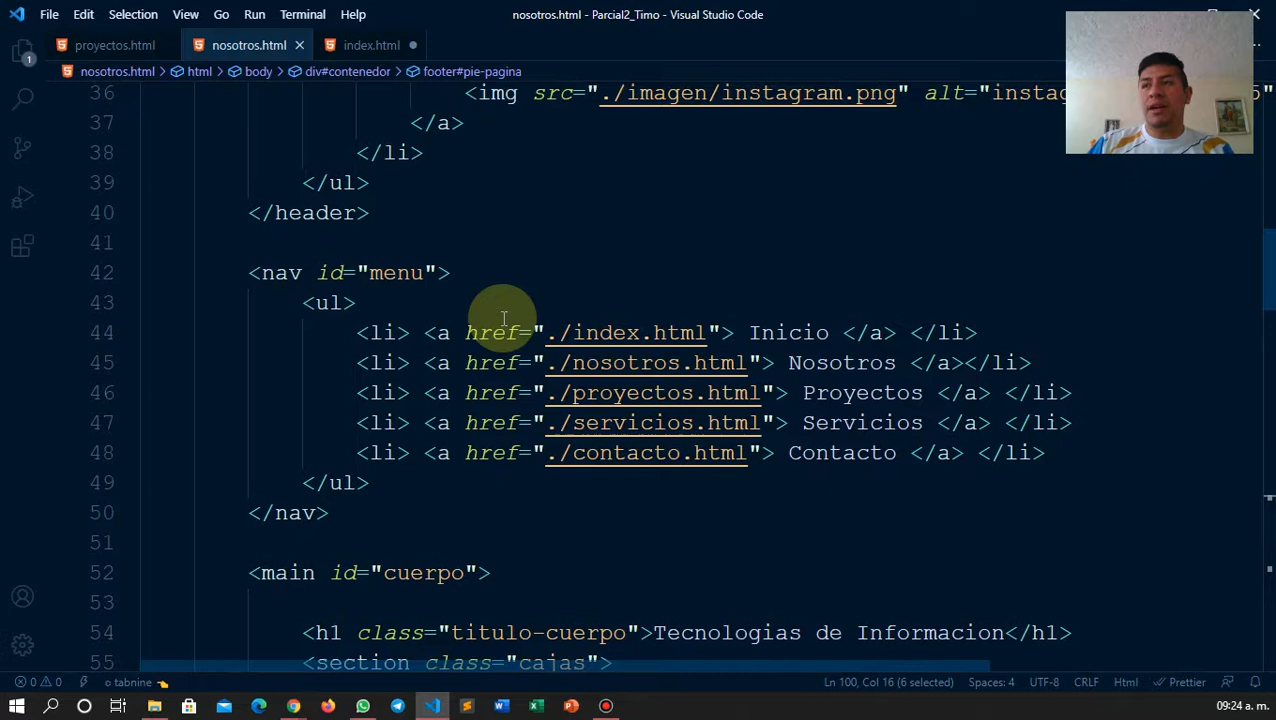 File Edit Selection View Go Run Terminal Help nosotros.html - Parcial2_Timo - Visual Studio Code
proyectos.html nosotros.html index.html
nosotros.html html body div#contenedor footer#pie-pagina
36 <img src="./imagen/instagram.png" alt="instag
37 </a>
38 </li>
39 </ul>
40 </header>
41
42 <nav id="menu">
43 <ul>
44 <li> <a href="./index.html"> Inicio </a> </li>
45 <li> <a href="./nosotros.html"> Nosotros </a></li>
46 <li> <a href="./proyectos.html"> Proyectos </a> </li>
47 <li> <a href="./servicios.html"> Servicios </a> </li>
48 <li> <a href="./contacto.html"> Contacto </a> </li>
49 </ul>
50 </nav>
51
52 <main id="cuerpo">
53
54 <h1 class="titulo-cuerpo">Tecnologias de Informacion</h1>
55 <section class="cajas">
0 0 tabnine Ln 100, Col 16 (6 selected) Spaces: 4 UTF-8 CRLF Html Prettier
09:24 a. m.